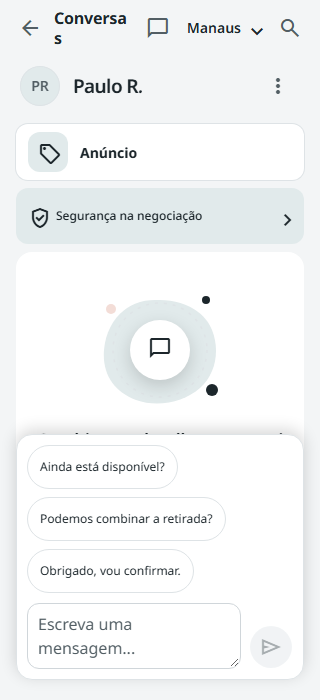 Conversa
s
Manaus
PR
Paulo R.
Anúncio
Segurança na negociação
Ainda está disponível?
Podemos combinar a retirada?
Obrigado, vou confirmar.
Escreva uma
mensagem...